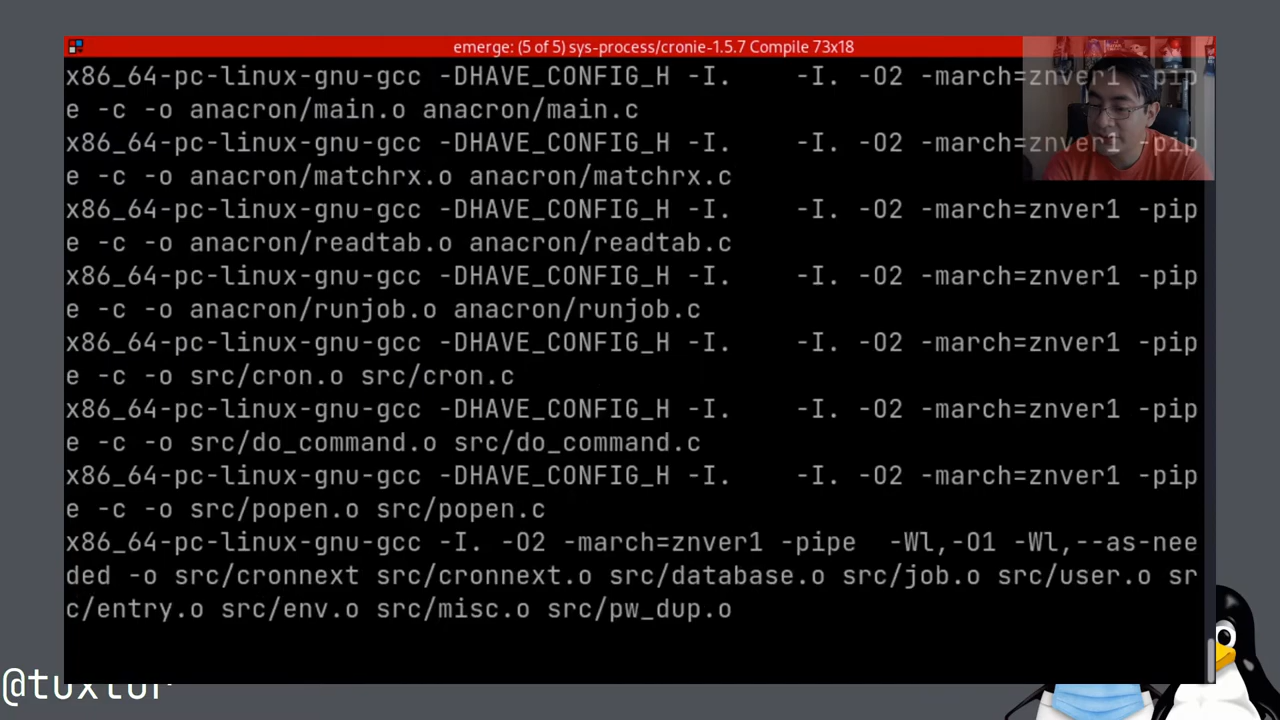 emerge: (5 of 5) sys-process/cronie-1.5.7 Compile 73x18
x86_64-pc-linux-gnu-gcc -DHAVE_CONFIG_H -I.    -I. -O2 -march=znver1 -pip
e -c -o anacron/main.o anacron/main.c
x86_64-pc-linux-gnu-gcc -DHAVE_CONFIG_H -I.    -I. -O2 -march=znver1 -pip
e -c -o anacron/matchrx.o anacron/matchrx.c
x86_64-pc-linux-gnu-gcc -DHAVE_CONFIG_H -I.    -I. -O2 -march=znver1 -pip
e -c -o anacron/readtab.o anacron/readtab.c
x86_64-pc-linux-gnu-gcc -DHAVE_CONFIG_H -I.    -I. -O2 -march=znver1 -pip
e -c -o anacron/runjob.o anacron/runjob.c
x86_64-pc-linux-gnu-gcc -DHAVE_CONFIG_H -I.    -I. -O2 -march=znver1 -pip
e -c -o src/cron.o src/cron.c
x86_64-pc-linux-gnu-gcc -DHAVE_CONFIG_H -I.    -I. -O2 -march=znver1 -pip
e -c -o src/do_command.o src/do_command.c
x86_64-pc-linux-gnu-gcc -DHAVE_CONFIG_H -I.    -I. -O2 -march=znver1 -pip
e -c -o src/popen.o src/popen.c
x86_64-pc-linux-gnu-gcc -I. -O2 -march=znver1 -pipe  -Wl,-O1 -Wl,--as-nee
ded -o src/cronnext src/cronnext.o src/database.o src/job.o src/user.o sr
c/entry.o src/env.o src/misc.o src/pw_dup.o
@tuxtor